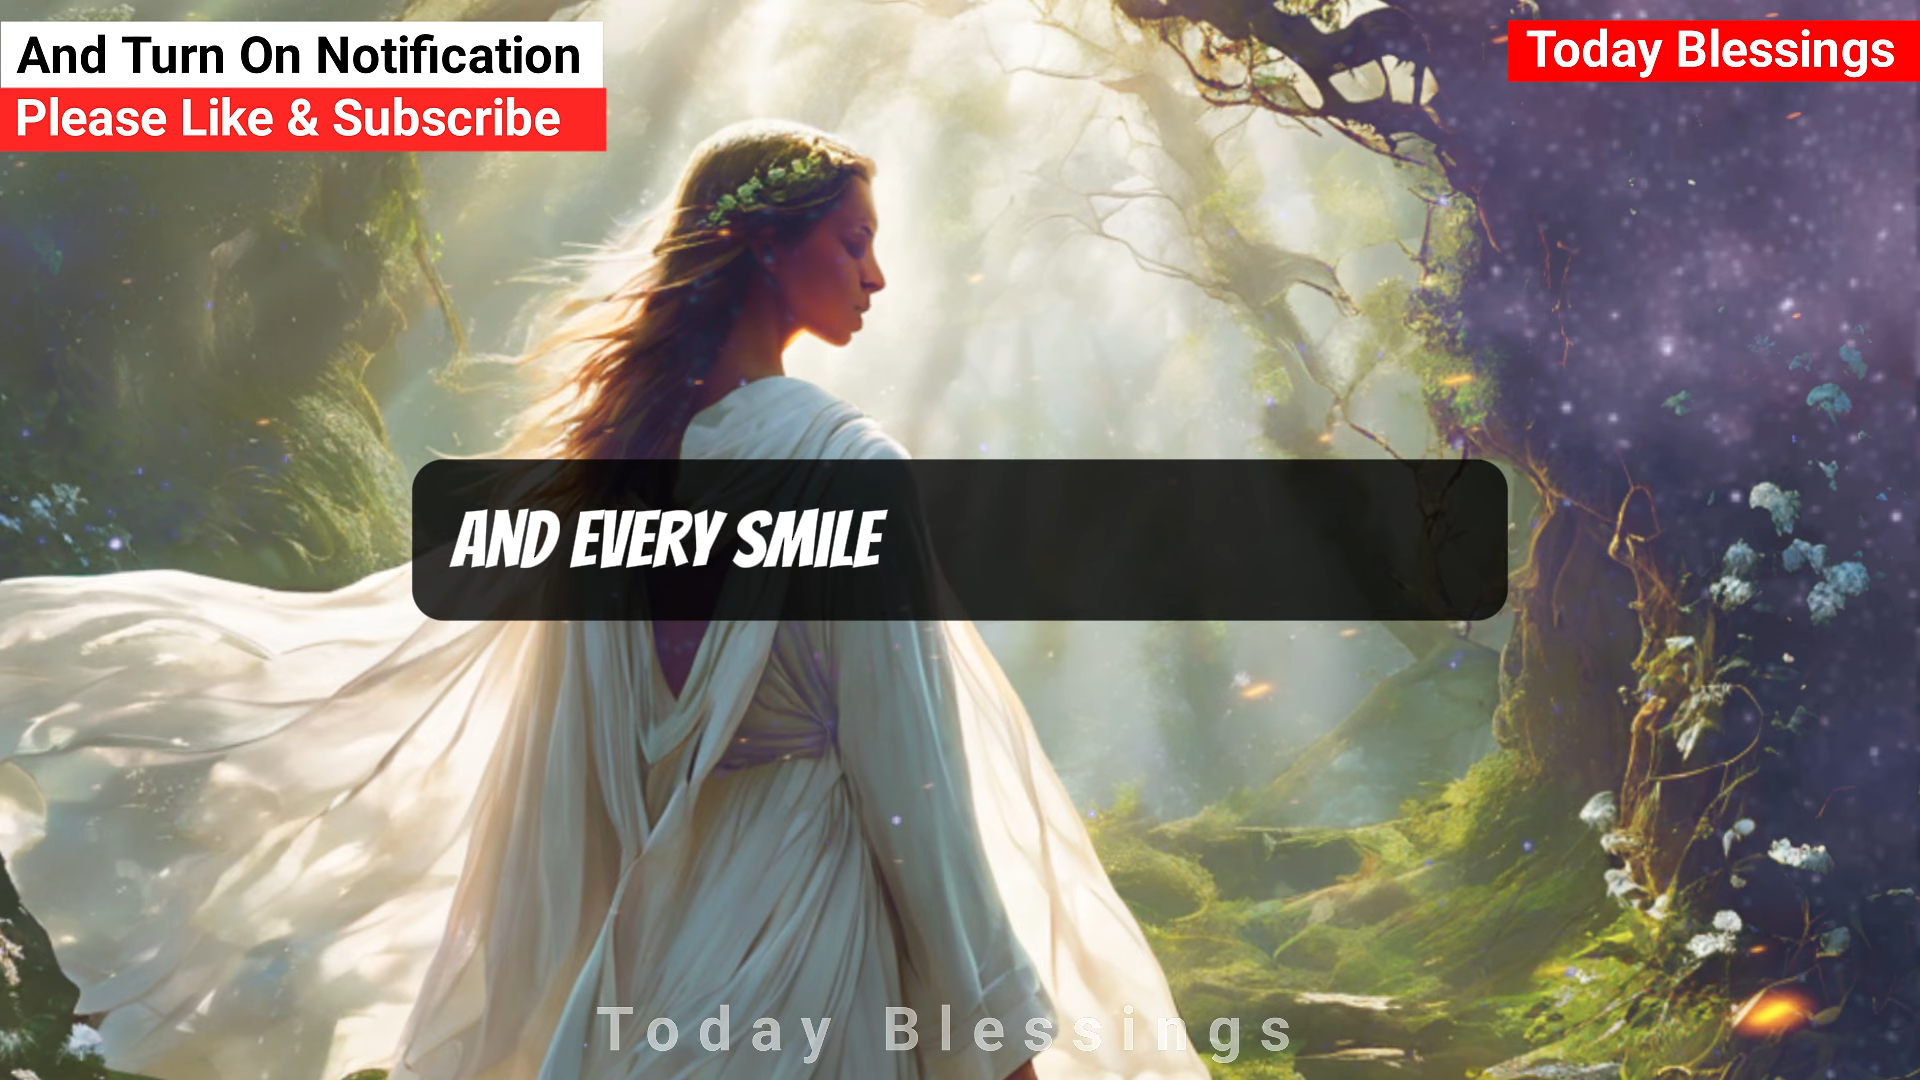 And Turn On Notification
Please Like & Subscribe
Today Blessings
AND EVERY SMILE
Today Blessings